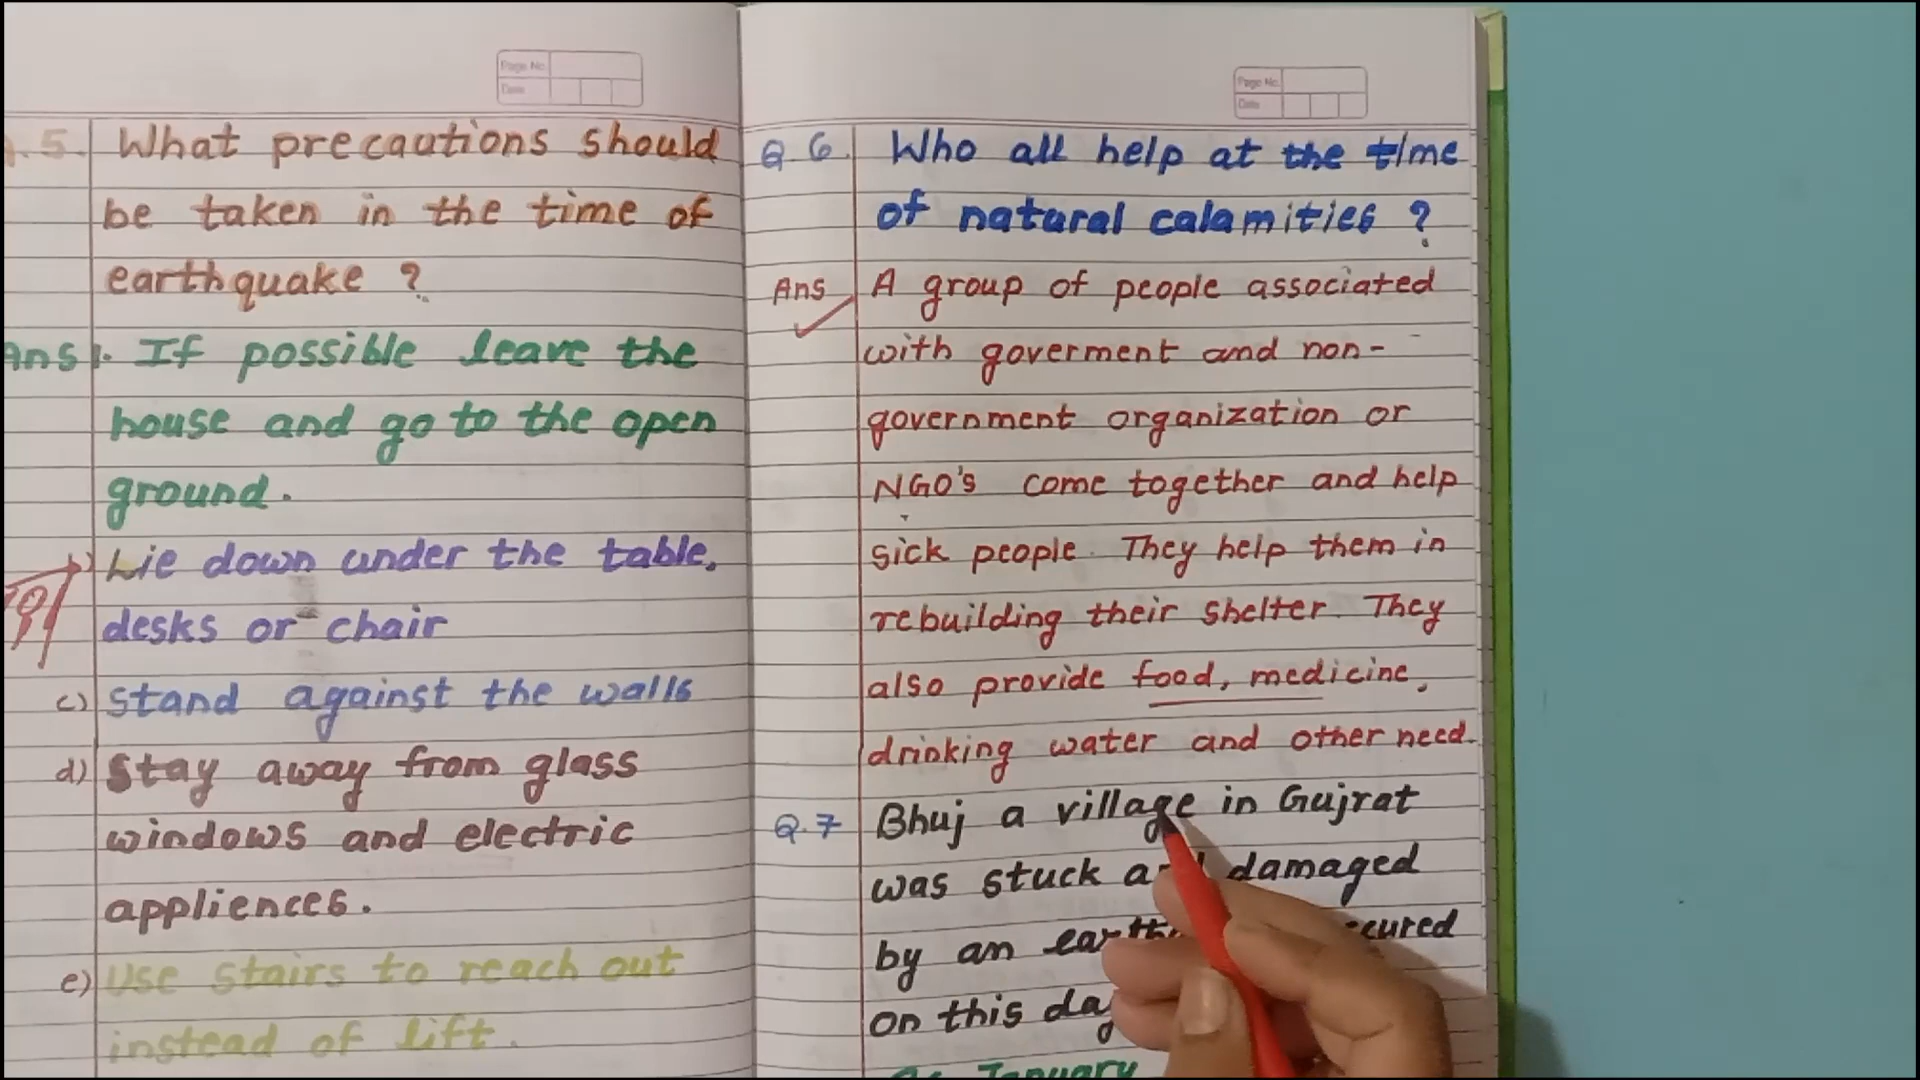 Page No.
Date
.5. What precautions should
be taken in the time of
earthquake ?
Ans 1. If possible leave the
house and go to the open
ground.
Lie down under the table,
desks or chair
c) Stand against the walls
d) Stay away from glass
windows and electric
appliences.
e) Use stairs to reach out
instead of lift.
Page No.
Date
Q.6. Who all help at the time
of natural calamities ?
Ans A group of people associated
with goverment and non-
government organization or
NGO's come together and help
sick people. They help them in
rebuilding their shelter. They
also provide food, medicine,
drinking water and other need.
Q.7 Bhuj a village in Gujrat
was stuck damaged
by an
on this
January